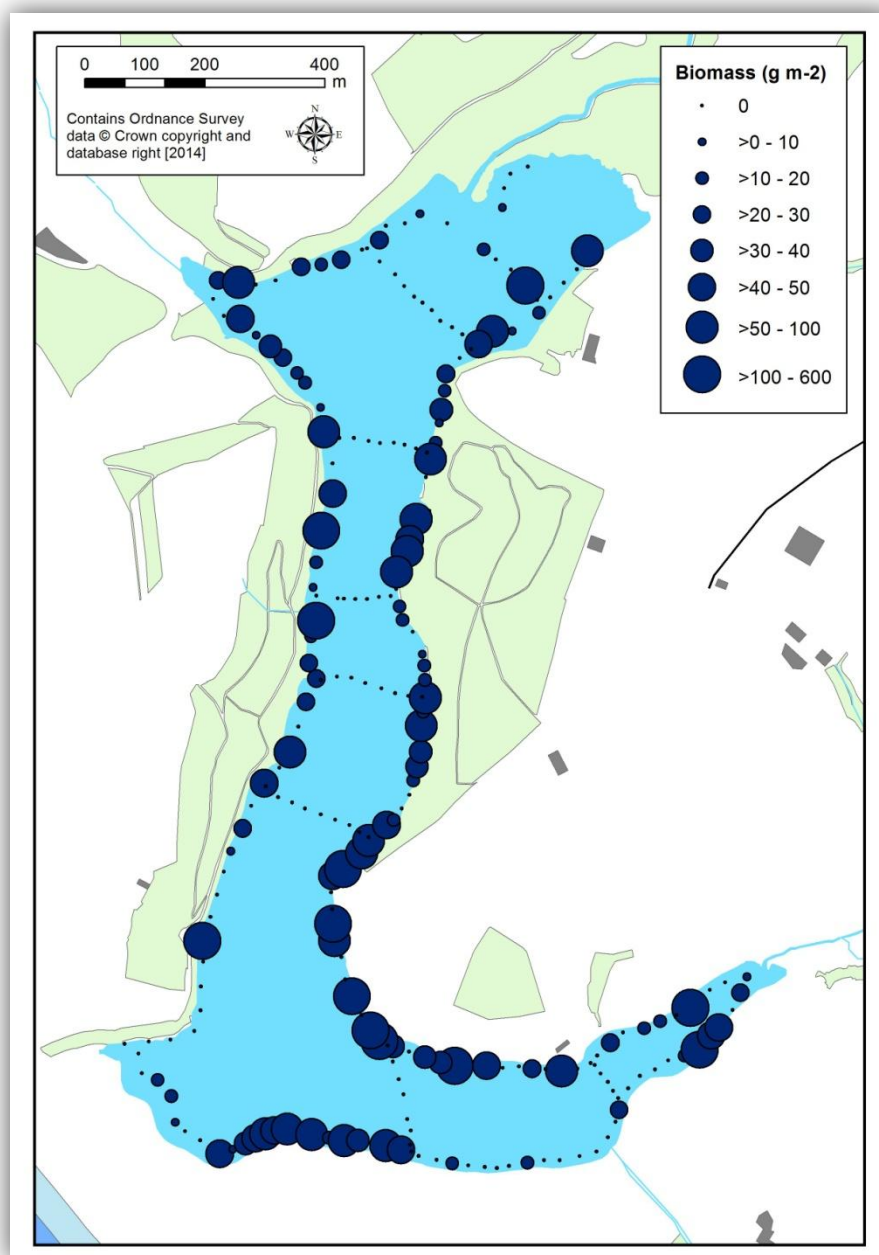 0 100 200 400
m
Contains Ordnance Survey
data © Crown copyright and
database right [2014]
N
W E
S
Biomass (g m-2)
0
>0 - 10
>10 - 20
>20 - 30
>30 - 40
>40 - 50
>50 - 100
>100 - 600